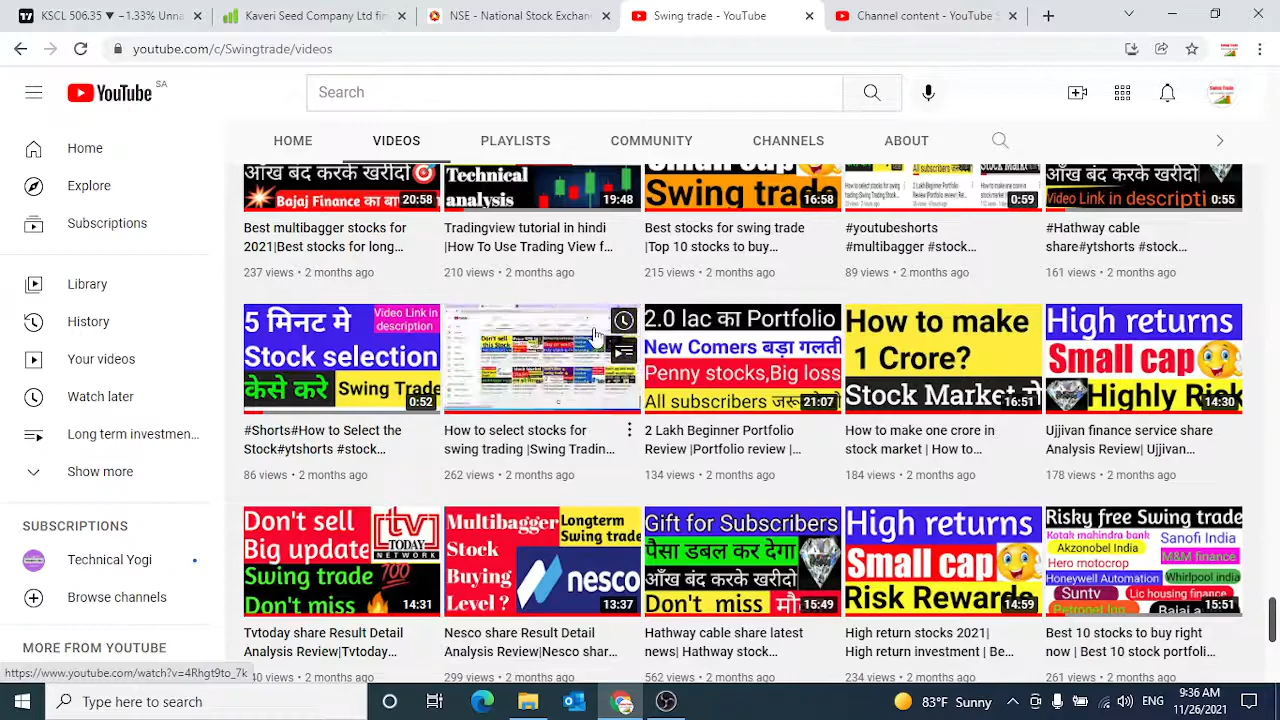 KSCL 506.35 ▼ −1.33% Unna
Kaveri Seed Company Ltd Fin
NSE - National Stock Exchan
Swing trade - YouTube
Channel content - YouTube S
youtube.com/c/Swingtrade/videos
YouTube SA
Search
HOME
VIDEOS
PLAYLISTS
COMMUNITY
CHANNELS
ABOUT
Home
Explore
Subscriptions
Library
History
Your videos
Watch later
Long term investmen...
Show more
SUBSCRIPTIONS
Technical Yogi
Browse channels
MORE FROM YOUTUBE
आंख बंद करके खरीदो
Bajaj Finance का बा
20:58
Best multibagger stocks for
2021|Best stocks for long...
237 views • 2 months ago
Technical
analysis
19:48
Tradingview tutorial in hindi
|How To Use Trading View f...
210 views • 2 months ago
Small cap
Swing trade
16:58
Best stocks for swing trade
|Top 10 stocks to buy...
215 views • 2 months ago
0:59
#youtubeshorts
#multibagger #stock...
89 views • 2 months ago
आंख बंद करके खरीदो
Video Link in descripti
0:55
#Hathway cable
share#ytshorts #stock...
161 views • 2 months ago
5 मिनट मे
Video Link in
description
Stock selection
कैसे करे
Swing Trade
0:52
#Shorts#How to Select the
Stock#ytshorts #stock...
86 views • 2 months ago
How to select stocks for
swing trading |Swing Tradin...
262 views • 2 months ago
2.0 lac का Portfolio
New Comers बड़ा गलती
Penny stocks,Big loss
All subscribers जरू
21:07
2 Lakh Beginner Portfolio
Review |Portfolio review |...
134 views • 2 months ago
How to make
1 Crore?
Stock Market
16:51
How to make one crore in
stock market | How to...
184 views • 2 months ago
High returns
Small cap
Highly Risk
14:30
Ujjivan finance service share
Analysis Review| Ujjivan...
178 views • 2 months ago
Don't sell
Big update
TODAY
NETWORK
Swing trade 💯
Don't miss
14:31
Tvtoday share Result Detail
Analysis Review|Tvtoday...
40 views • 2 months ago
Multibagger
Stock
Buying
Level ?
Longterm
Swing trade
nesco
13:37
Nesco share Result Detail
Analysis Review|Nesco shar...
299 views • 2 months ago
Gift for Subscribers
पैसा डबल कर देगा
आँख बंद करके खरीदो
Don't miss मौ
15:49
Hathway cable share latest
news| Hathway stock...
562 views • 2 months ago
High returns
Small cap
Risk Rewards
14:59
High return stocks 2021|
High return investment | Be...
234 views • 2 months ago
Risky free Swing trade
Kotak mahindra bank
Sanofi India
Akzonobel India
M&M finance
Hero motocrop
Honeywell Automation
Whirlpool india
Suntv
Lic housing finance
Petronet lng
Bajaj a
15:51
Best 10 stocks to buy right
now | Best 10 stock portfoli...
261 views • 2 months ago
https://www.youtube.com/watch?v=4Rhgt9to_7k
Type here to search
83°F Sunny
9:36 AM
11/26/2021